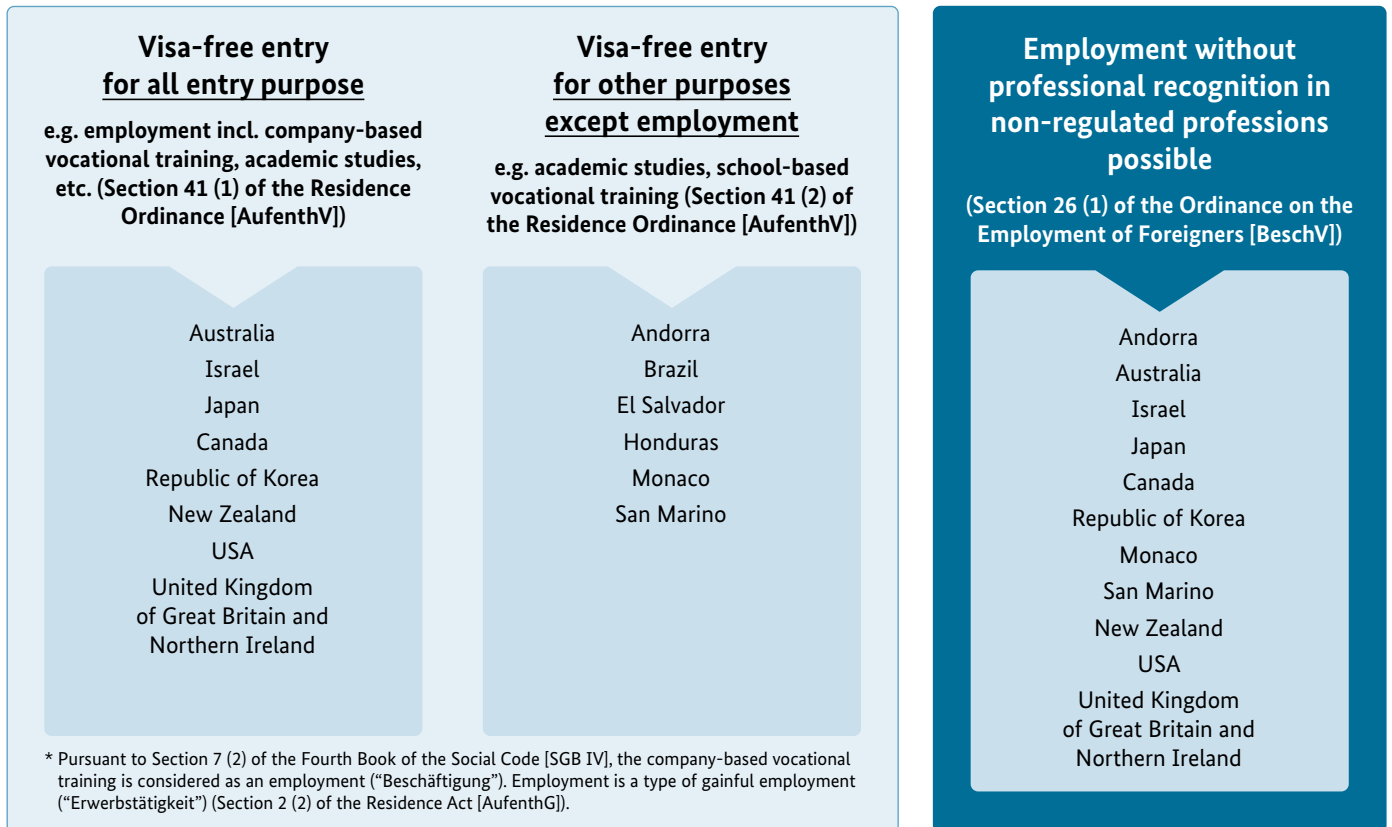 Visa-free entry
for all entry purpose
e.g. employment incl. company-based
vocational training, academic studies,
etc. (Section 41 (1) of the Residence
Ordinance [AufenthV])
Australia
Israel
Japan
Canada
Republic of Korea
New Zealand
USA
United Kingdom
of Great Britain and
Northern Ireland
Visa-free entry
for other purposes
except employment
e.g. academic studies, school-based
vocational training (Section 41 (2) of
the Residence Ordinance [AufenthV])
Andorra
Brazil
El Salvador
Honduras
Monaco
San Marino
* Pursuant to Section 7 (2) of the Fourth Book of the Social Code [SGB IV], the company-based vocational
training is considered as an employment (“Beschäftigung”). Employment is a type of gainful employment
(“Erwerbstätigkeit”) (Section 2 (2) of the Residence Act [AufenthG]).
Employment without
professional recognition in
non-regulated professions
possible
(Section 26 (1) of the Ordinance on the
Employment of Foreigners [BeschV])
Andorra
Australia
Israel
Japan
Canada
Republic of Korea
Monaco
San Marino
New Zealand
USA
United Kingdom
of Great Britain and
Northern Ireland